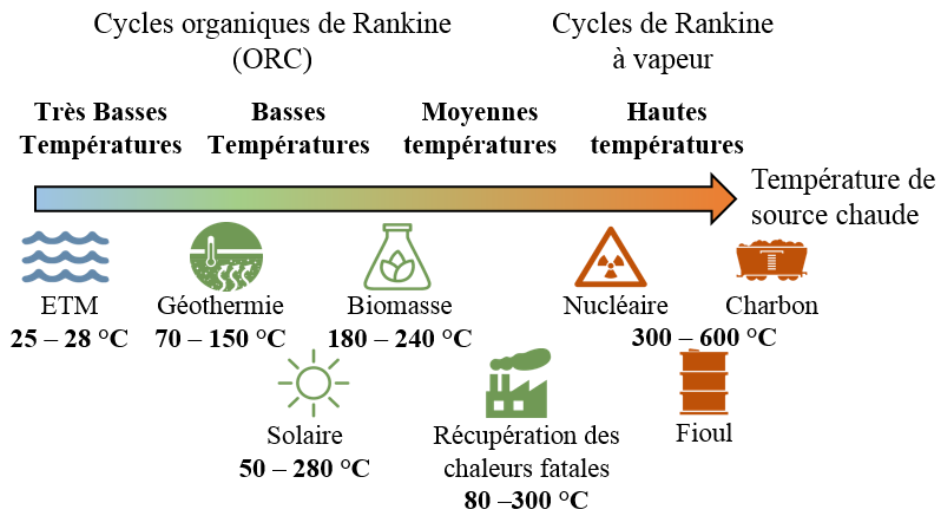 Cycles organiques de Rankine
(ORC)
Cycles de Rankine
à vapeur
Très Basses
Températures
Basses
Températures
Moyennes
températures
Hautes
températures
Température de
source chaude
ETM
25 – 28 °C
Géothermie
70 – 150 °C
Biomasse
180 – 240 °C
Nucléaire
Charbon
300 – 600 °C
Solaire
50 – 280 °C
Récupération des
chaleurs fatales
80 –300 °C
Fioul